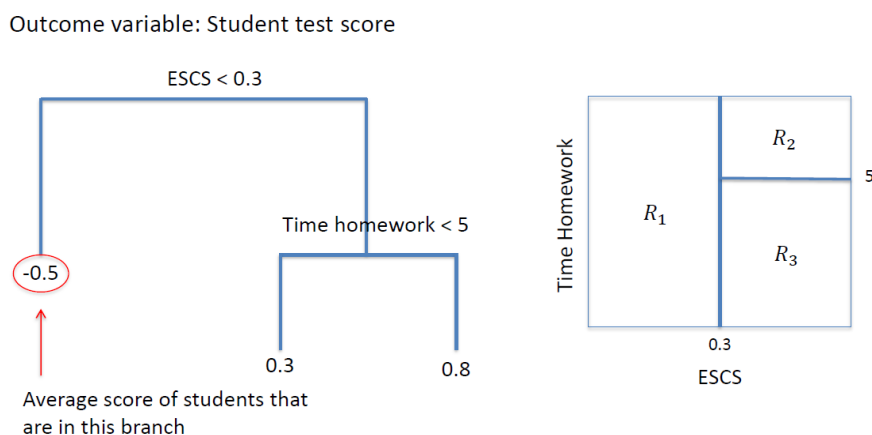 Outcome variable: Student test score
ESCS < 0.3
Time homework < 5
-0.5
0.3
0.8
Average score of students that
are in this branch
Time Homework
R₁
R₂
R₃
5
0.3
ESCS